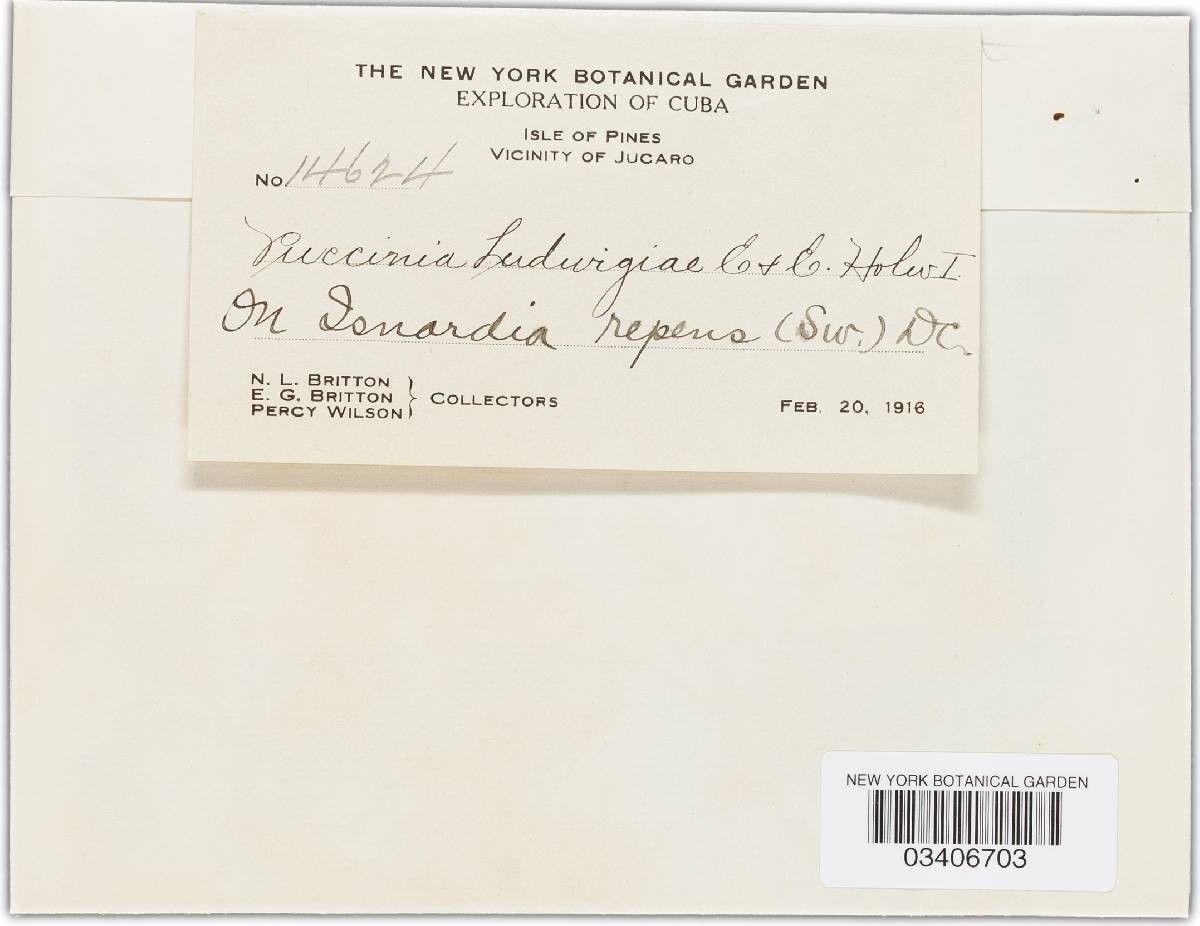 THE NEW YORK BOTANICAL GARDEN
EXPLORATION OF CUBA
ISLE OF PINES
VICINITY OF JUCARO
No. 14624
Puccinia Ludwigiae E & E. Holw I.
On Isnardia repens (Sw.) DC.
N. L. BRITTON
E. G. BRITTON } COLLECTORS
PERCY WILSON
FEB. 20, 1916
NEW YORK BOTANICAL GARDEN
03406703